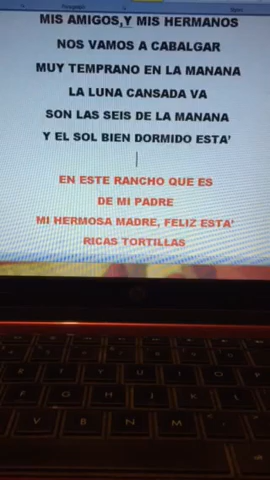 MIS AMIGOS,Y MIS HERMANOS
NOS VAMOS A CABALGAR
MUY TEMPRANO EN LA MANANA
LA LUNA CANSADA VA
SON LAS SEIS DE LA MANANA
Y EL SOL BIEN DORMIDO ESTA'
EN ESTE RANCHO QUE ES
DE MI PADRE
MI HERMOSA MADRE, FELIZ ESTA'
RICAS TORTILLAS